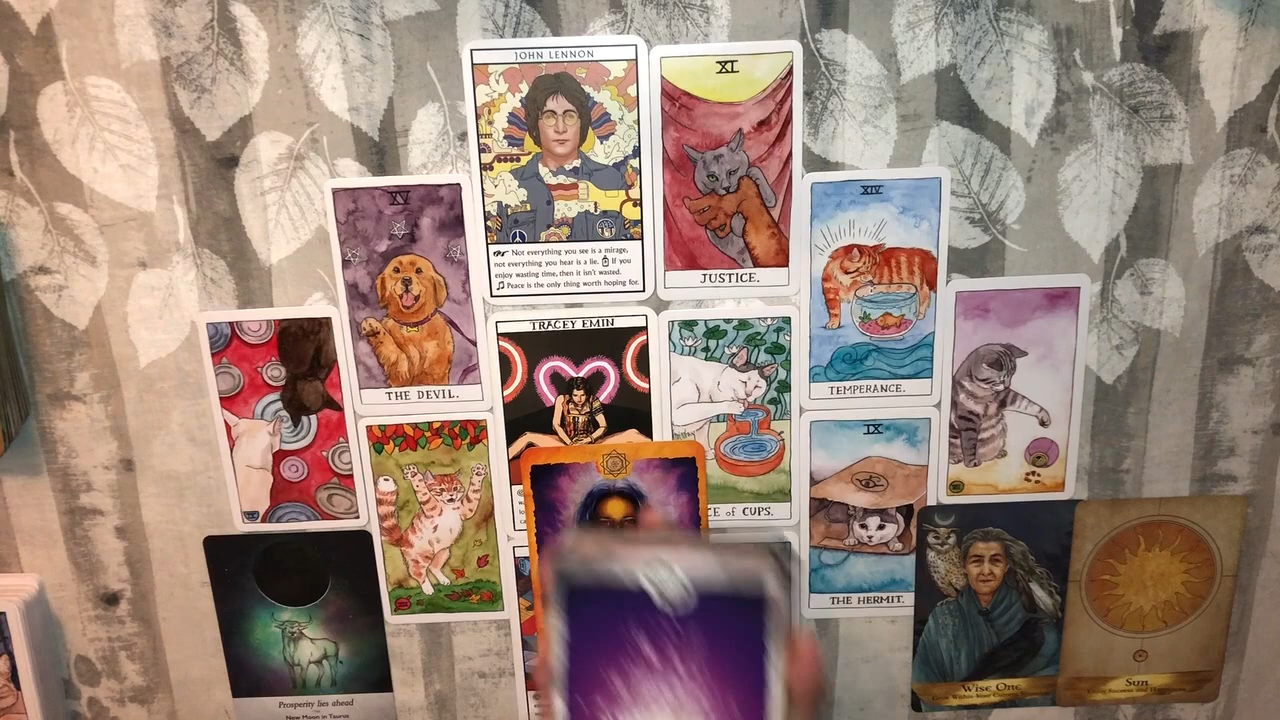 JOHN LENNON
Not everything you see is a mirage,
not everything you hear is a lie. If you
enjoy wasting time, then it isn't wasted.
Peace is the only thing worth hoping for.
XI
JUSTICE.
XV
THE DEVIL.
XIV
TEMPERANCE.
TRACEY EMIN
CE of CUPS.
IX
THE HERMIT.
Prosperity lies ahead
New Moon in Taurus
Wise One
Sun